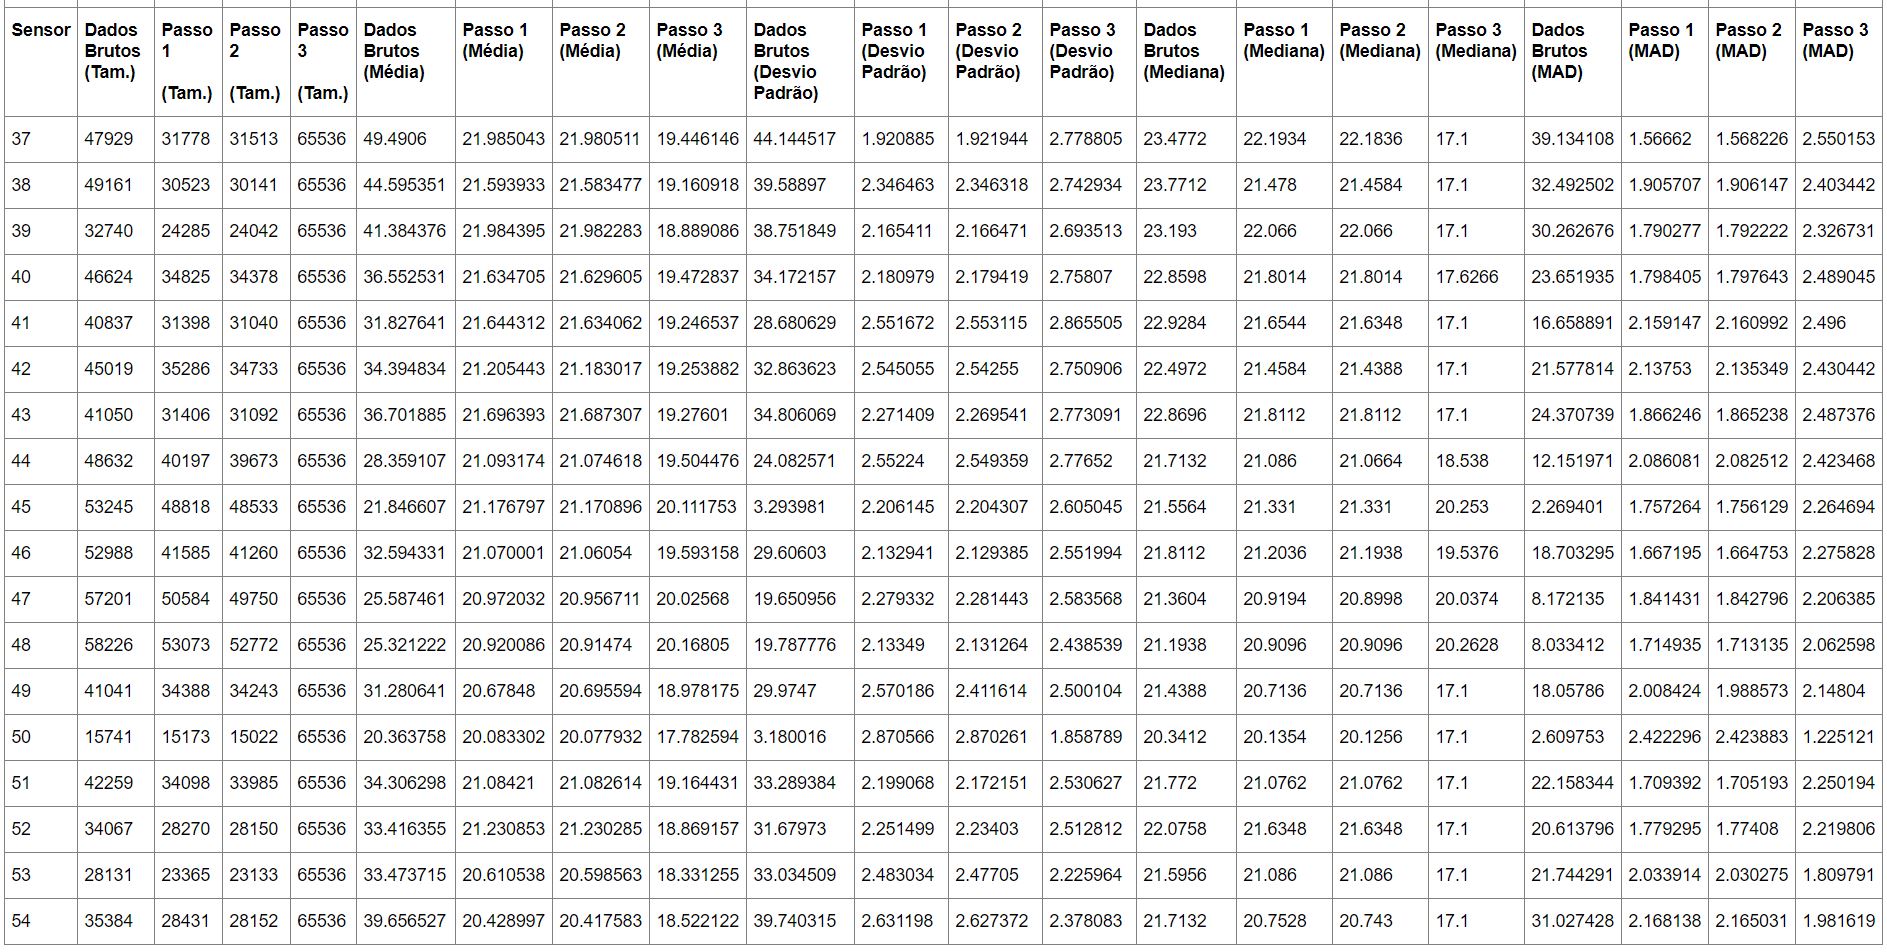 Sensor Dados Brutos (Tam.) Passo 1 (Tam.) Passo 2 (Tam.) Passo 3 (Tam.) Dados Brutos (Média) Passo 1 (Média) Passo 2 (Média) Passo 3 (Média) Dados Brutos (Desvio Padrão) Passo 1 (Desvio Padrão) Passo 2 (Desvio Padrão) Passo 3 (Desvio Padrão) Dados Brutos (Mediana) Passo 1 (Mediana) Passo 2 (Mediana) Passo 3 (Mediana) Dados Brutos (MAD) Passo 1 (MAD) Passo 2 (MAD) Passo 3 (MAD)
37 47929 31778 31513 65536 49.4906 21.985043 21.980511 19.446146 44.144517 1.920885 1.921944 2.778805 23.4772 22.1934 22.1836 17.1 39.134108 1.56662 1.568226 2.550153
38 49161 30523 30141 65536 44.595351 21.593933 21.583477 19.160918 39.58897 2.346463 2.346318 2.742934 23.7712 21.478 21.4584 17.1 32.492502 1.905707 1.906147 2.403442
39 32740 24285 24042 65536 41.384376 21.984395 21.982283 18.889086 38.751849 2.165411 2.166471 2.693513 23.193 22.066 22.066 17.1 30.262676 1.790277 1.792222 2.326731
40 46624 34825 34378 65536 36.552531 21.634705 21.629605 19.472837 34.172157 2.180979 2.179419 2.75807 22.8598 21.8014 21.8014 17.6266 23.651935 1.798405 1.797643 2.489045
41 40837 31398 31040 65536 31.827641 21.644312 21.634062 19.246537 28.680629 2.551672 2.553115 2.865505 22.9284 21.6544 21.6348 17.1 16.658891 2.159147 2.160992 2.496
42 45019 35286 34733 65536 34.394834 21.205443 21.183017 19.253882 32.863623 2.545055 2.54255 2.750906 22.4972 21.4584 21.4388 17.1 21.577814 2.13753 2.135349 2.430442
43 41050 31406 31092 65536 36.701885 21.696393 21.687307 19.27601 34.806069 2.271409 2.269541 2.773091 22.8696 21.8112 21.8112 17.1 24.370739 1.866246 1.865238 2.487376
44 48632 40197 39673 65536 28.359107 21.093174 21.074618 19.504476 24.082571 2.55224 2.549359 2.77652 21.7132 21.086 21.0664 18.538 12.151971 2.086081 2.082512 2.423468
45 53245 48818 48533 65536 21.846607 21.176797 21.170896 20.111753 3.293981 2.206145 2.204307 2.605045 21.5564 21.331 21.331 20.253 2.269401 1.757264 1.756129 2.264694
46 52988 41585 41260 65536 32.594331 21.070001 21.06054 19.593158 29.60603 2.132941 2.129385 2.551994 21.8112 21.2036 21.1938 19.5376 18.703295 1.667195 1.664753 2.275828
47 57201 50584 49750 65536 25.587461 20.972032 20.956711 20.02568 19.650956 2.279332 2.281443 2.583568 21.3604 20.9194 20.8998 20.0374 8.172135 1.841431 1.842796 2.206385
48 58226 53073 52772 65536 25.321222 20.920086 20.91474 20.16805 19.787776 2.13349 2.131264 2.438539 21.1938 20.9096 20.9096 20.2628 8.033412 1.714935 1.713135 2.062598
49 41041 34388 34243 65536 31.280641 20.67848 20.695594 18.978175 29.9747 2.570186 2.411614 2.500104 21.4388 20.7136 20.7136 17.1 18.05786 2.008424 1.988573 2.14804
50 15741 15173 15022 65536 20.363758 20.083302 20.077932 17.782594 3.180016 2.870566 2.870261 1.858789 20.3412 20.1354 20.1256 17.1 2.609753 2.422296 2.423883 1.225121
51 42259 34098 33985 65536 34.306298 21.08421 21.082614 19.164431 33.289384 2.199068 2.172151 2.530627 21.772 21.0762 21.0762 17.1 22.158344 1.709392 1.705193 2.250194
52 34067 28270 28150 65536 33.416355 21.230853 21.230285 18.869157 31.67973 2.251499 2.23403 2.512812 22.0758 21.6348 21.6348 17.1 20.613796 1.779295 1.77408 2.219806
53 28131 23365 23133 65536 33.473715 20.610538 20.598563 18.331255 33.034509 2.483034 2.47705 2.225964 21.5956 21.086 21.086 17.1 21.744291 2.033914 2.030275 1.809791
54 35384 28431 28152 65536 39.656527 20.428997 20.417583 18.522122 39.740315 2.631198 2.627372 2.378083 21.7132 20.7528 20.743 17.1 31.027428 2.168138 2.165031 1.981619